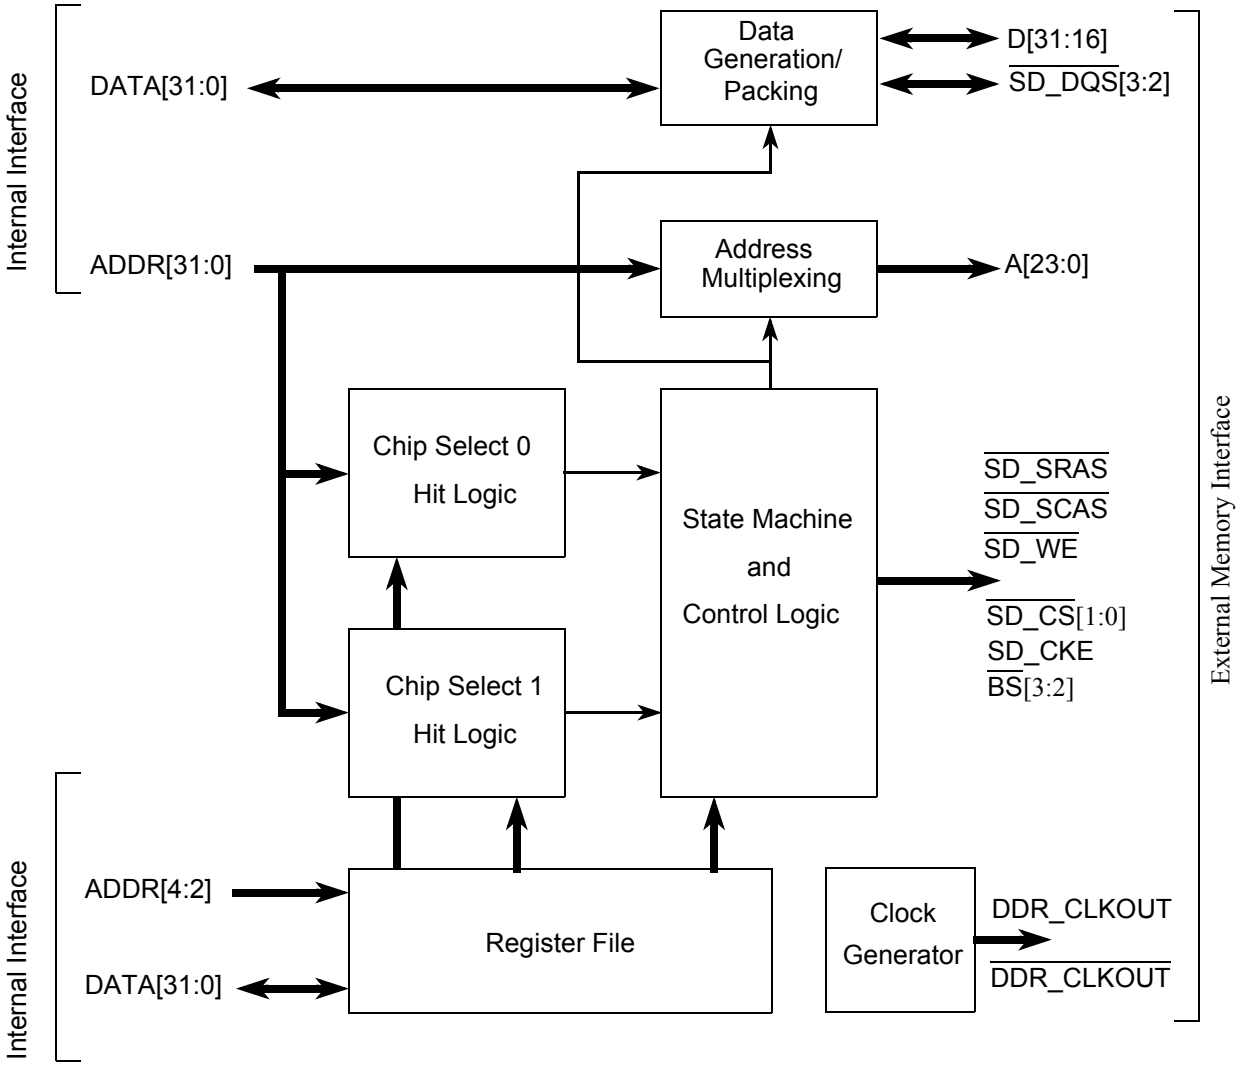 Internal Interface
DATA[31:0]
ADDR[31:0]
Data
Generation/
Packing
D[31:16]
SD_DQS[3:2]
Address
Multiplexing
A[23:0]
Chip Select 0
Hit Logic
Chip Select 1
Hit Logic
State Machine
and
Control Logic
SD_SRAS
SD_SCAS
SD_WE
SD_CS[1:0]
SD_CKE
BS[3:2]
External Memory Interface
Internal Interface
ADDR[4:2]
DATA[31:0]
Register File
Clock
Generator
DDR_CLKOUT
DDR_CLKOUT